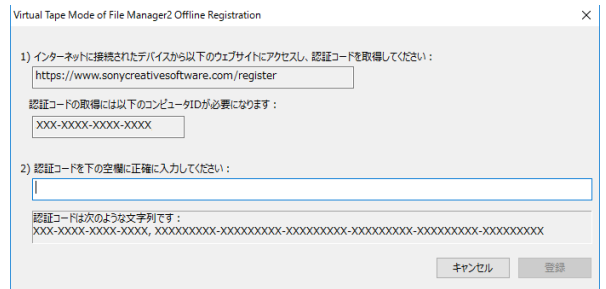 Virtual Tape Mode of File Manager2 Offline Registration
1) インターネットに接続されたデバイスから以下のウェブサイトにアクセスし、認証コードを取得してください：
https://www.sonycreativesoftware.com/register
認証コードの取得には以下のコンピュータIDが必要になります：
XXX-XXXX-XXXX-XXXX
2) 認証コードを下の空欄に正確に入力してください：
認証コードは次のような文字列です：
XXX-XXXX-XXXX-XXXX, XXXXXXXXX-XXXXXXXXX-XXXXXXXXX-XXXXXXXXX-XXXXXXXXX-XXXXXXXXX
キャンセル
登録